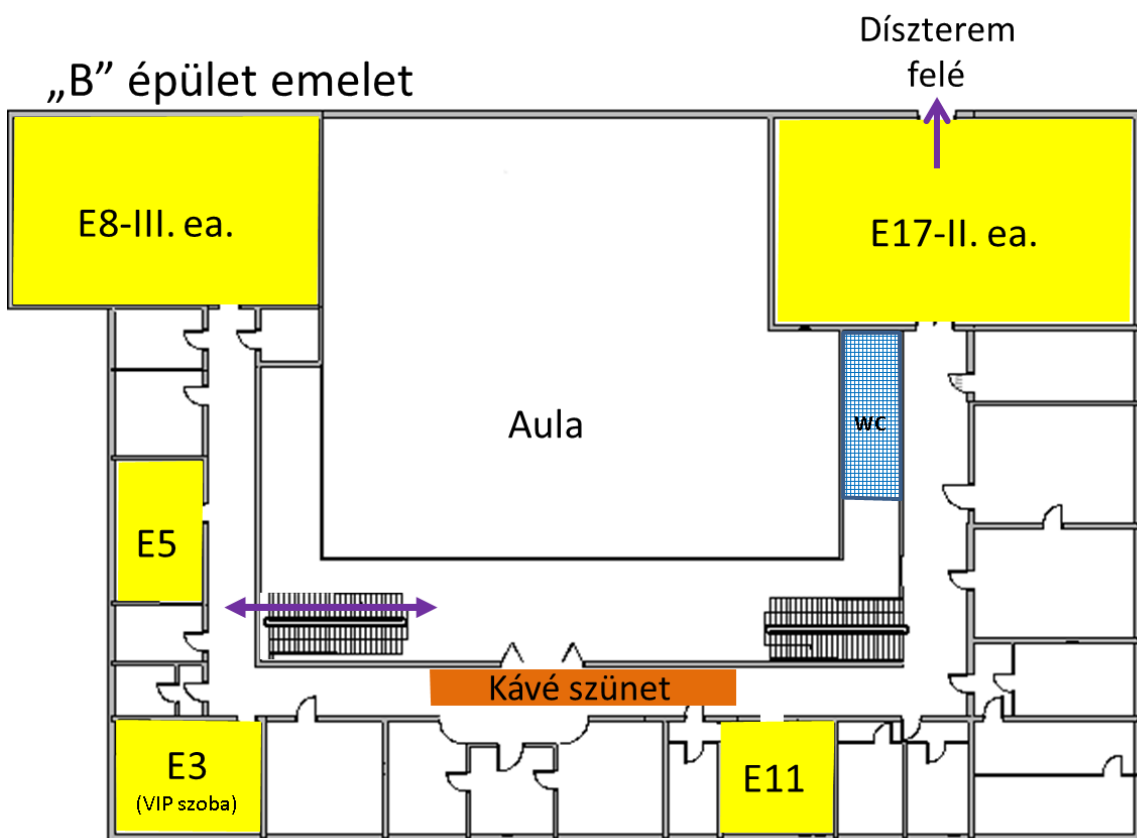 Díszterem
felé
„B” épület emelet
E8-III. ea.
E17-II. ea.
Aula
WC
E5
Kávé szünet
E3
(VIP szoba)
E11